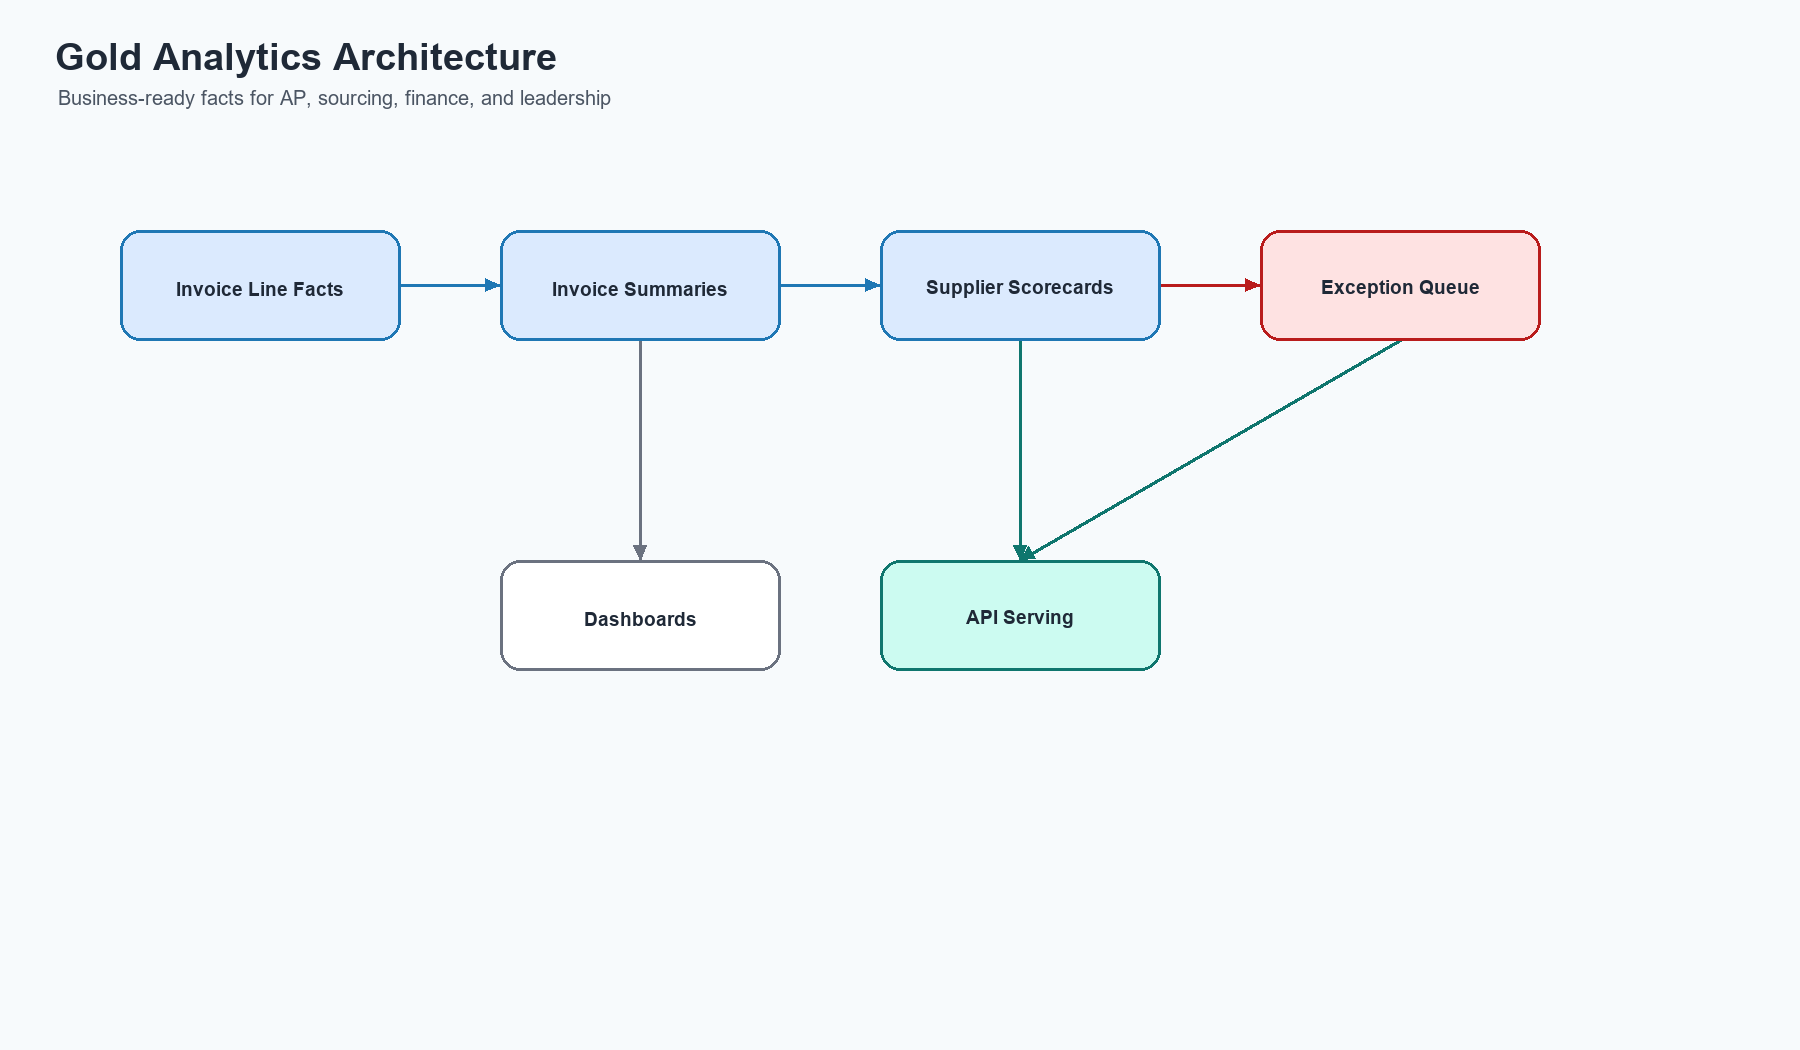 Gold Analytics Architecture
Business-ready facts for AP, sourcing, finance, and leadership
Invoice Line Facts
Invoice Summaries
Supplier Scorecards
Exception Queue
Dashboards
API Serving